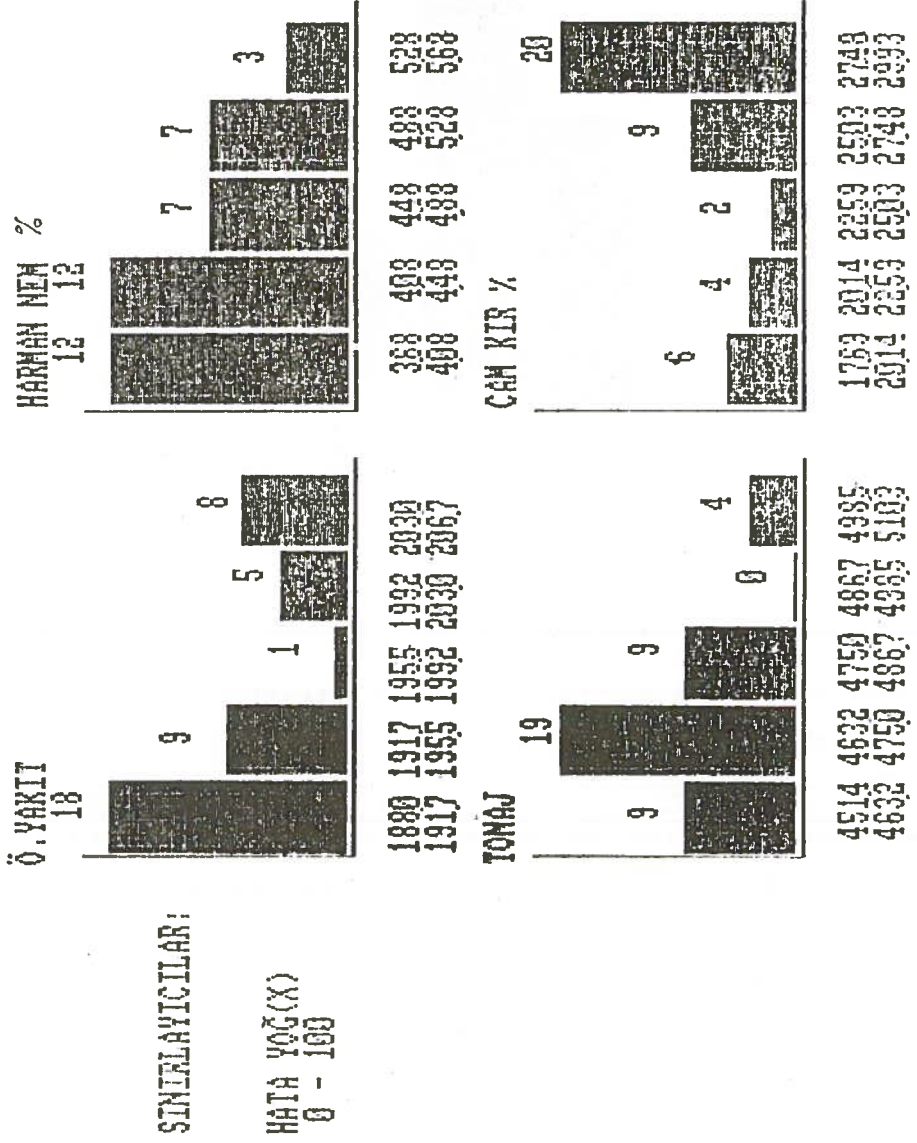 SINIRLAYICILAR:
HATA YOĞ(X)
0 - 100
Ö.YAKIT
18 9 1 5 8
1880 1917 1955 1992 2030
1917 1955 1992 2030 2067
HARMAN NEM %
12 12 7 7 3
368 408 448 488 528
408 448 488 528 568
TONAJ
9 19 9 0 4
4514 4632 4750 4867 4985
4632 4750 4867 4985 5103
CAM KIR %
6 4 2 9 20
1769 2014 2259 2503 2748
2014 2259 2503 2748 2993